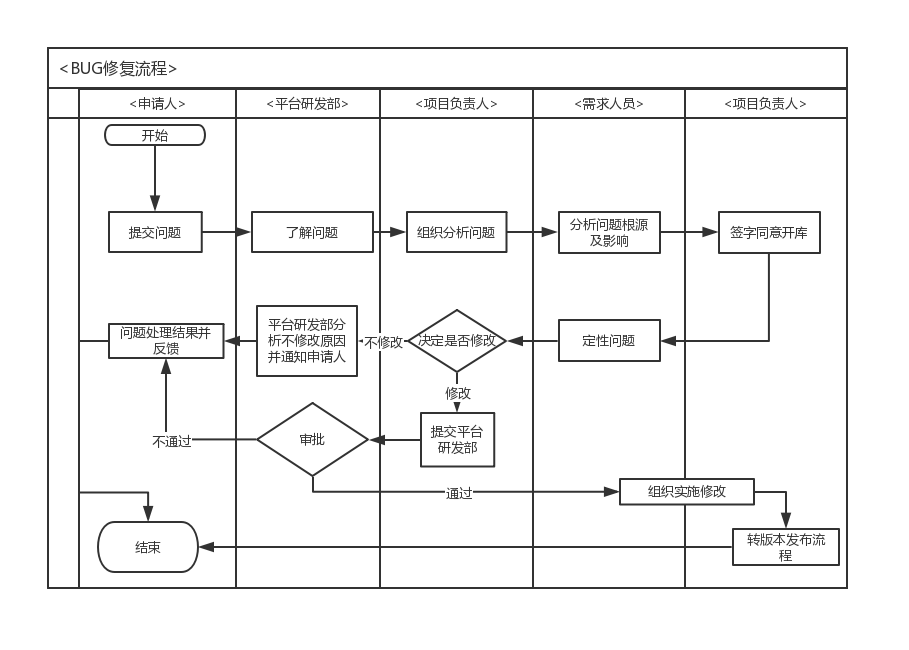 <BUG修复流程>
<申请人>
<平台研发部>
<项目负责人>
<需求人员>
<项目负责人>
开始
提交问题
了解问题
组织分析问题
分析问题根源
及影响
签字同意开库
问题处理结果并
反馈
平台研发部分
析不修改原因
并通知申请人
不修改
决定是否修改
定性问题
修改
提交平台
研发部
审批
不通过
通过
组织实施修改
结束
转版本发布流
程